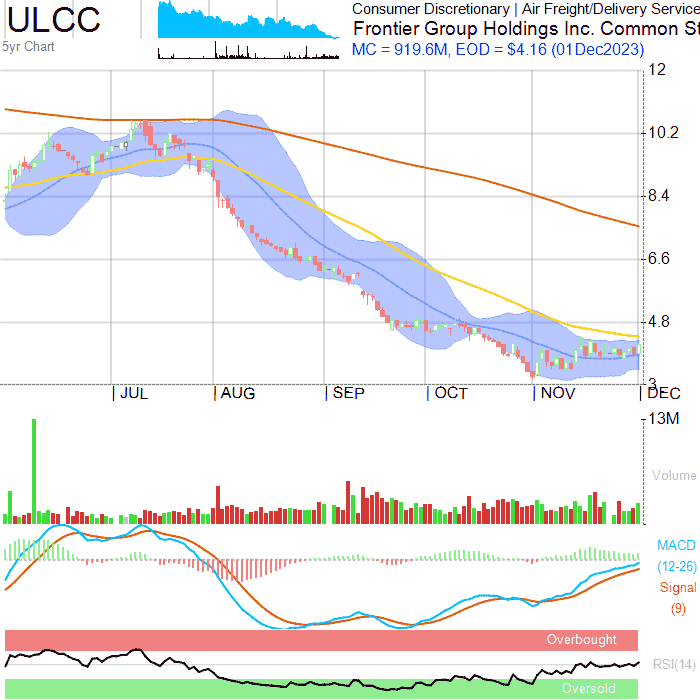 ULCC
5yr Chart
Consumer Discretionary | Air Freight/Delivery Service
Frontier Group Holdings Inc. Common St
MC = 919.6M, EOD = $4.16 (01Dec2023)
12
10.2
8.4
6.6
4.8
3
JUL AUG SEP OCT NOV DEC
13M
Volume
MACD
(12-26)
Signal
(9)
Overbought
RSI(14)
Oversold